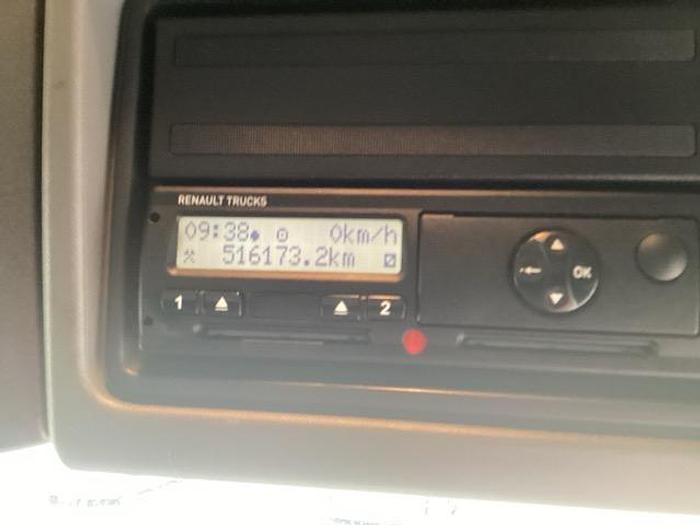 RENAULT TRUCKS
09:38 0km/h
516173.2km
1 2
OK